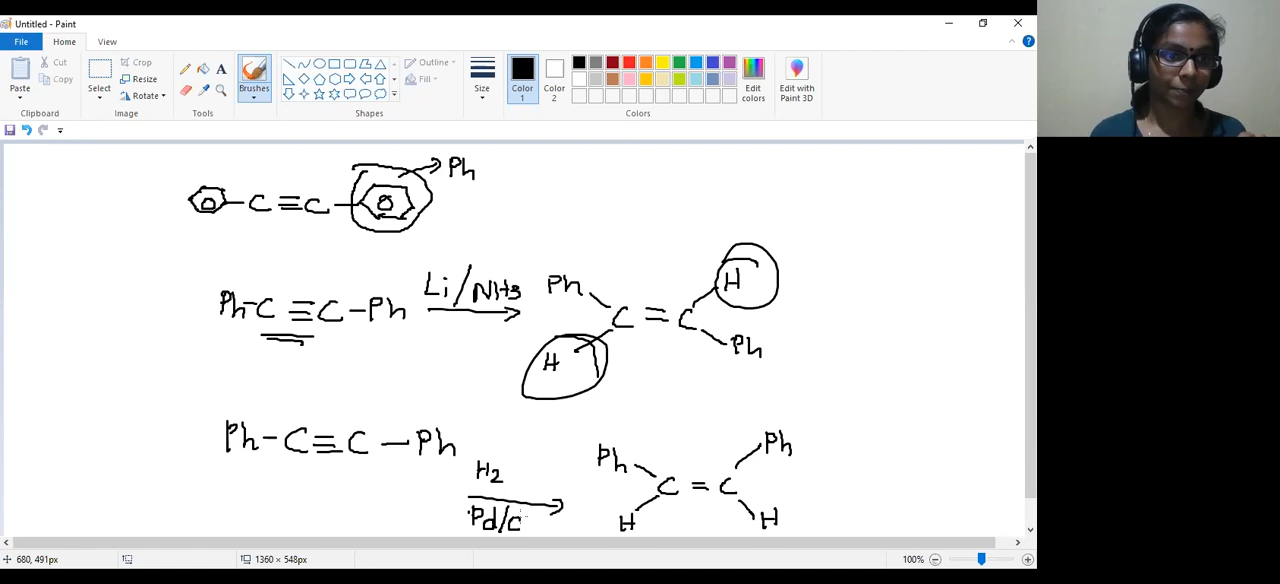 Untitled - Paint
File Home View
Paste
Cut
Copy
Clipboard
Select
Crop
Resize
Rotate
Image
A
Tools
Brushes
Outline
Fill
Shapes
Size
Color 1
Color 2
Edit colors
Colors
Edit with Paint 3D
C ≡ C → Ph
Ph-C ≡ C-Ph Li/NH3 → Ph H C = C H Ph
Ph-C≡C-Ph H2 Pd/C → Ph Ph C = C H H
680, 491px
1360 × 548px
100%